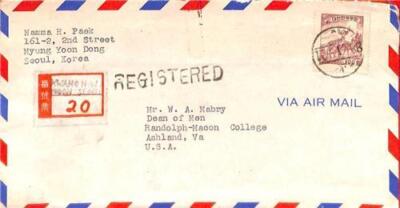 Namma H. Paek
161-2, 2nd Street
Myung Yoon Dong
Seoul, Korea
REGISTERED
20
Mr. W. A. Mabry
Dean of Men
Randolph-Macon College
Ashland, Va
U.S.A.
VIA AIR MAIL